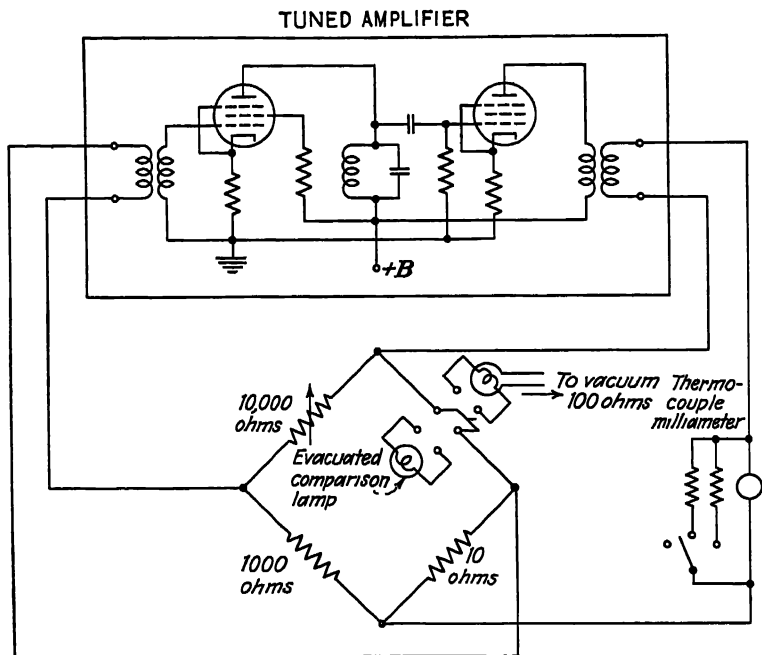 TUNED AMPLIFIER
+B
10,000
ohms
To vacuum
100 ohms
Thermo-
couple
milliameter
Evacuated
comparison
lamp
1000
ohms
10
ohms